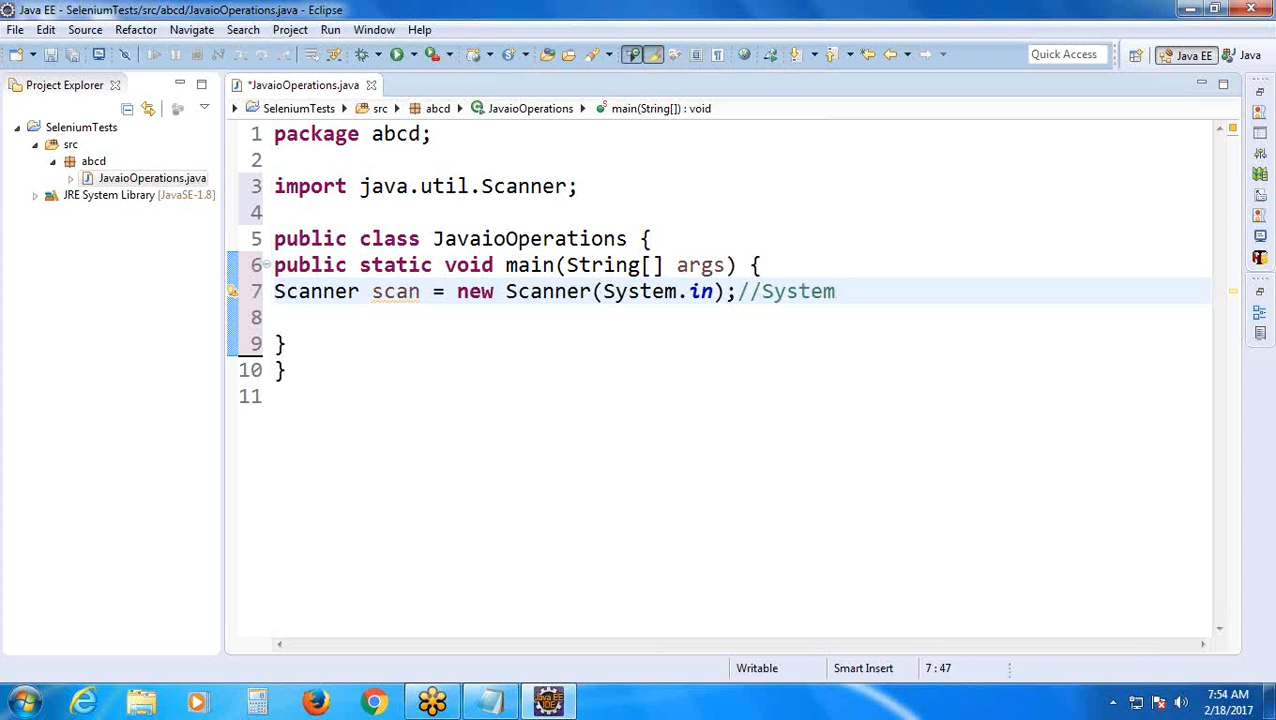 Java EE - SeleniumTests/src/abcd/JavaioOperations.java - Eclipse
File Edit Source Refactor Navigate Search Project Run Window Help
Quick Access
Java EE
Java
Project Explorer
*JavaioOperations.java
SeleniumTests
src
abcd
JavaioOperations
main(String[]) : void
SeleniumTests
src
abcd
JavaioOperations.java
JRE System Library [JavaSE-1.8]
1 package abcd;
2
3 import java.util.Scanner;
4
5 public class JavaioOperations {
6 public static void main(String[] args) {
7 Scanner scan = new Scanner(System.in);//System
8
9 }
10 }
11
Writable
Smart Insert
7 : 47
Java EE
IDE
7:54 AM
2/18/2017